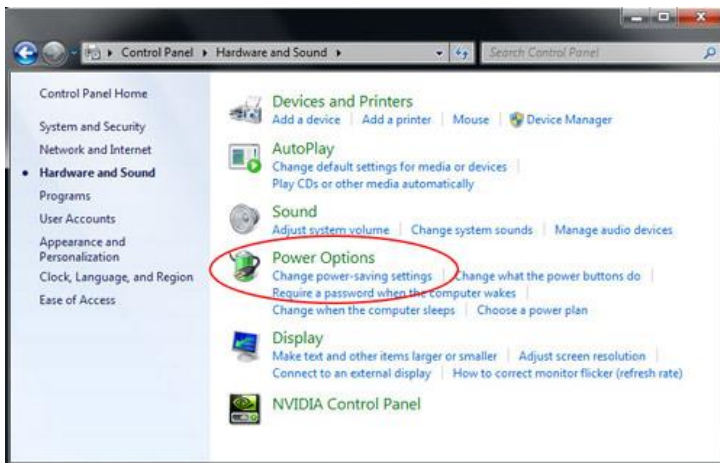 Control Panel ▸ Hardware and Sound ▸
Search Control Panel
Control Panel Home
System and Security
Network and Internet
Hardware and Sound
Programs
User Accounts
Appearance and
Personalization
Clock, Language, and Region
Ease of Access
Devices and Printers
Add a device | Add a printer | Mouse | Device Manager
AutoPlay
Change default settings for media or devices |
Play CDs or other media automatically
Sound
Adjust system volume | Change system sounds | Manage audio devices
Power Options
Change power-saving settings | Change what the power buttons do |
Require a password when the computer wakes |
Change when the computer sleeps | Choose a power plan
Display
Make text and other items larger or smaller | Adjust screen resolution |
Connect to an external display | How to correct monitor flicker (refresh rate)
NVIDIA Control Panel